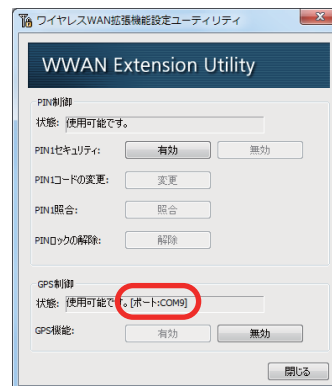 ワイヤレスWAN拡張機能設定ユーティリティ
WWAN Extension Utility
PIN制御
状態: 使用可能です。
PIN1セキュリティ: 有効 無効
PIN1コードの変更: 変更
PIN1照合: 照合
PINロックの解除: 解除
GPS制御
状態: 使用可能です。[ポート:COM9]
GPS機能: 有効 無効
閉じる